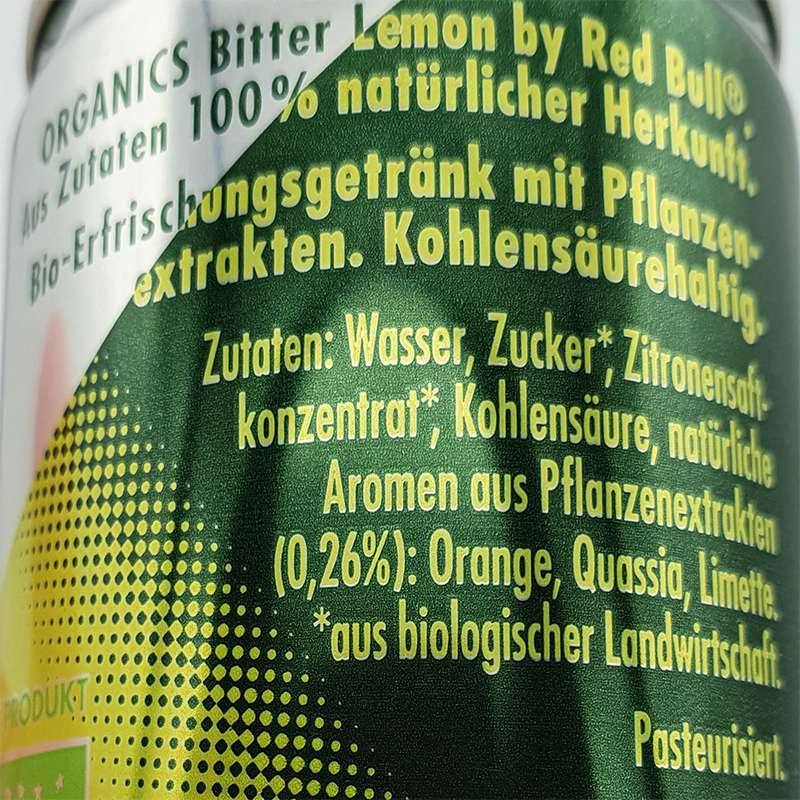 ORGANICS Bitter Lemon by Red Bull®.
Aus Zutaten 100% natürlicher Herkunft.
Bio-Erfrischungsgetränk mit Pflanzen-
extrakten. Kohlensäurehaltig.
Zutaten: Wasser, Zucker*, Zitronensaft-
konzentrat*, Kohlensäure, natürliche
Aromen aus Pflanzenextrakten
(0,26%): Orange, Quassia, Limette.
*aus biologischer Landwirtschaft.
Pasteurisiert.
PRODUKT